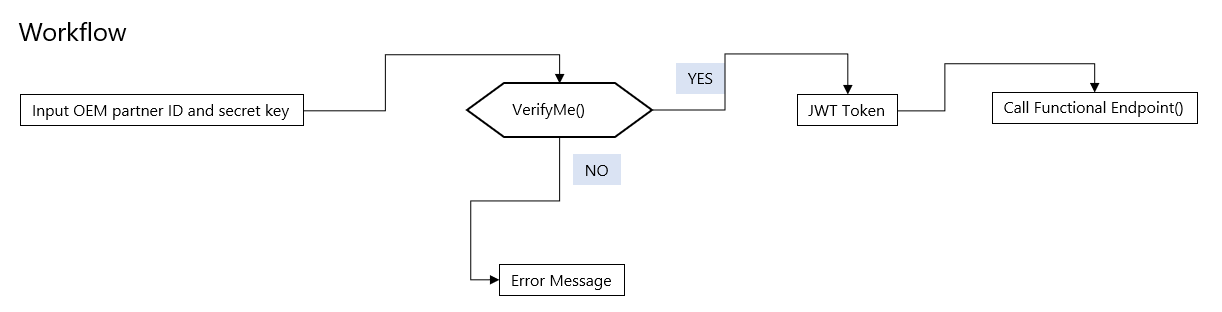 Workflow
Input OEM partner ID and secret key
VerifyMe()
YES
JWT Token
Call Functional Endpoint()
NO
Error Message